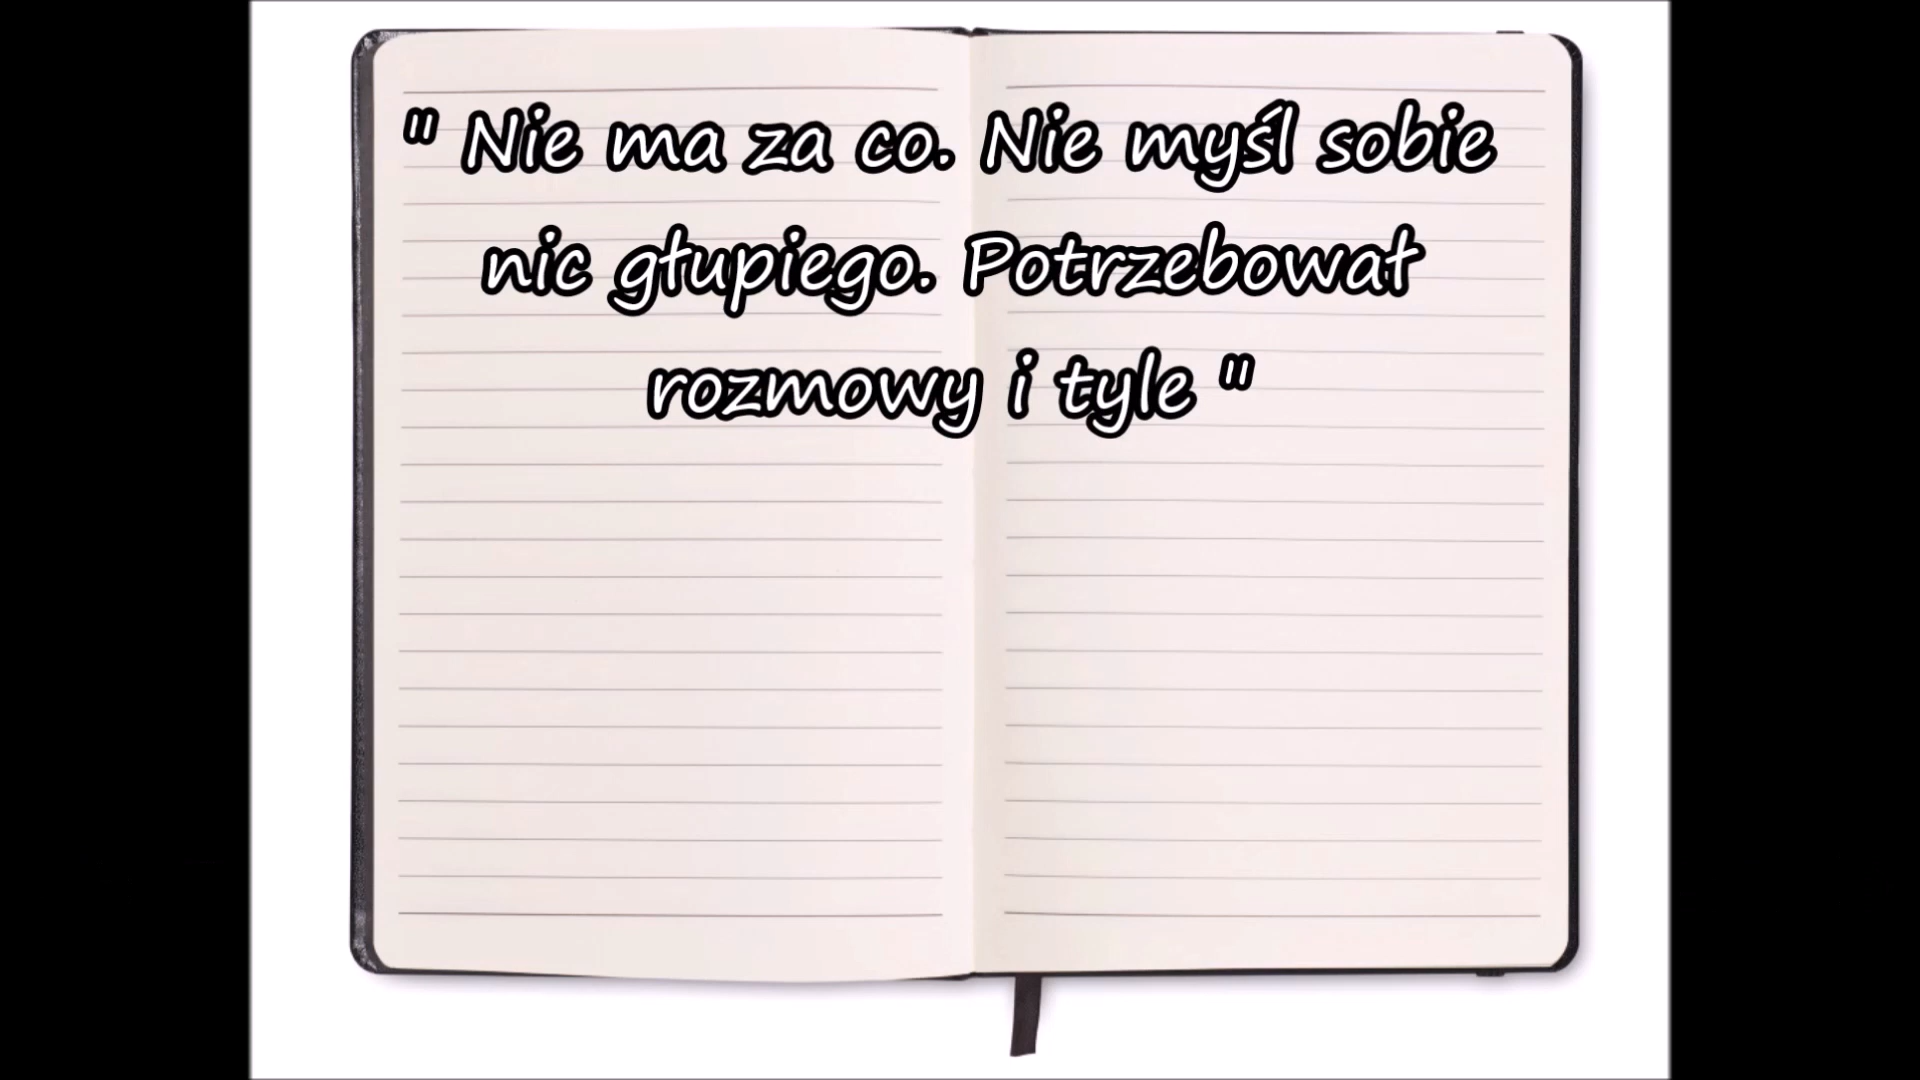 " Nie ma za co. Nie myśl sobie
nic głupiego. Potrzebował
rozmowy i tyle "